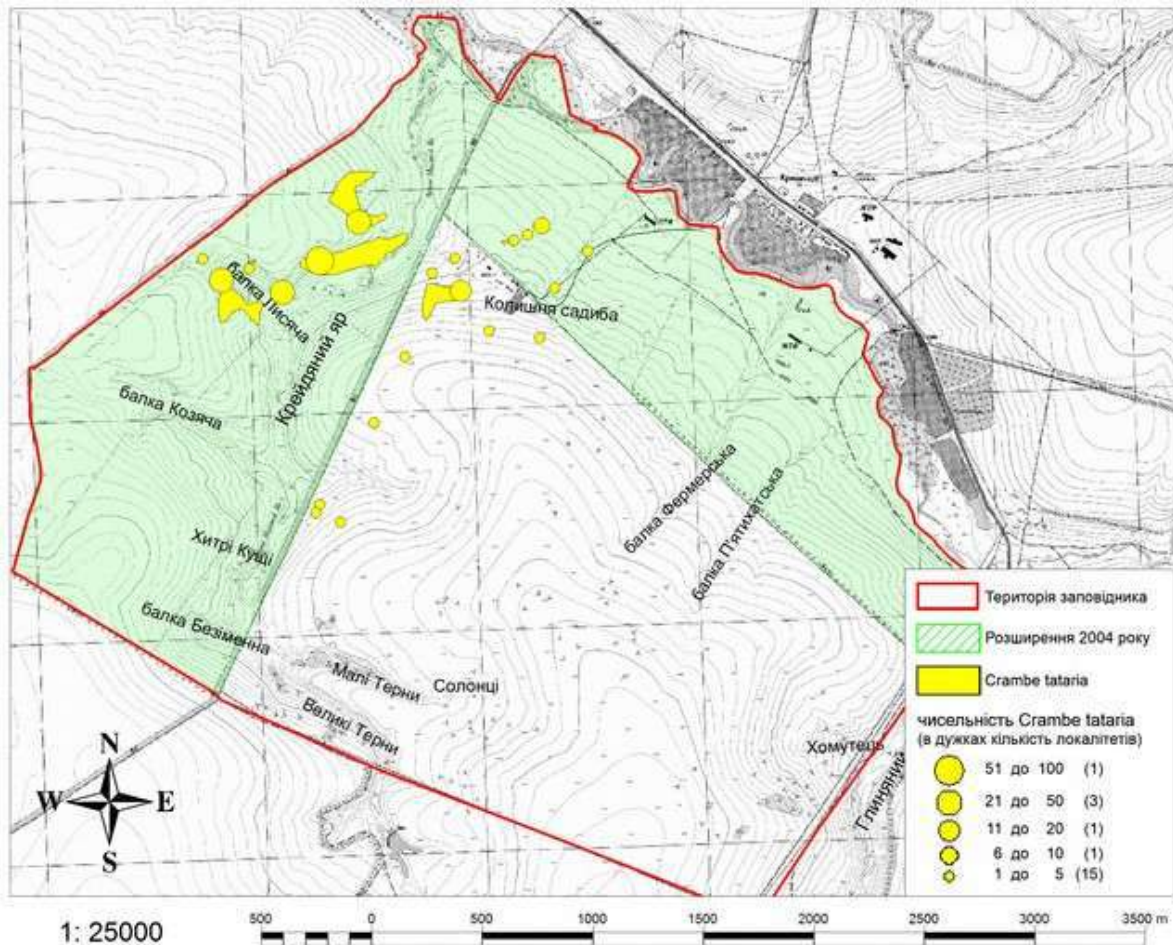 балка Лисяча
Колишня садиба
Крейдяний яр
балка Козяча
балка Фермерська
балка П'ятихатська
Хитрі Кущі
балка Безіменна
Малі Терни
Солонці
Великі Терни
Хомутець
Глиняний
N
W E
S
Територія заповідника
Розширення 2004 року
Crambe tataria
чисельність Crambe tataria
(в дужках кількість локалітетів)
51 до 100 (1)
21 до 50 (3)
11 до 20 (1)
6 до 10 (1)
1 до 5 (15)
1: 25000
500 0 500 1000 1500 2000 2500 3000 3500 m